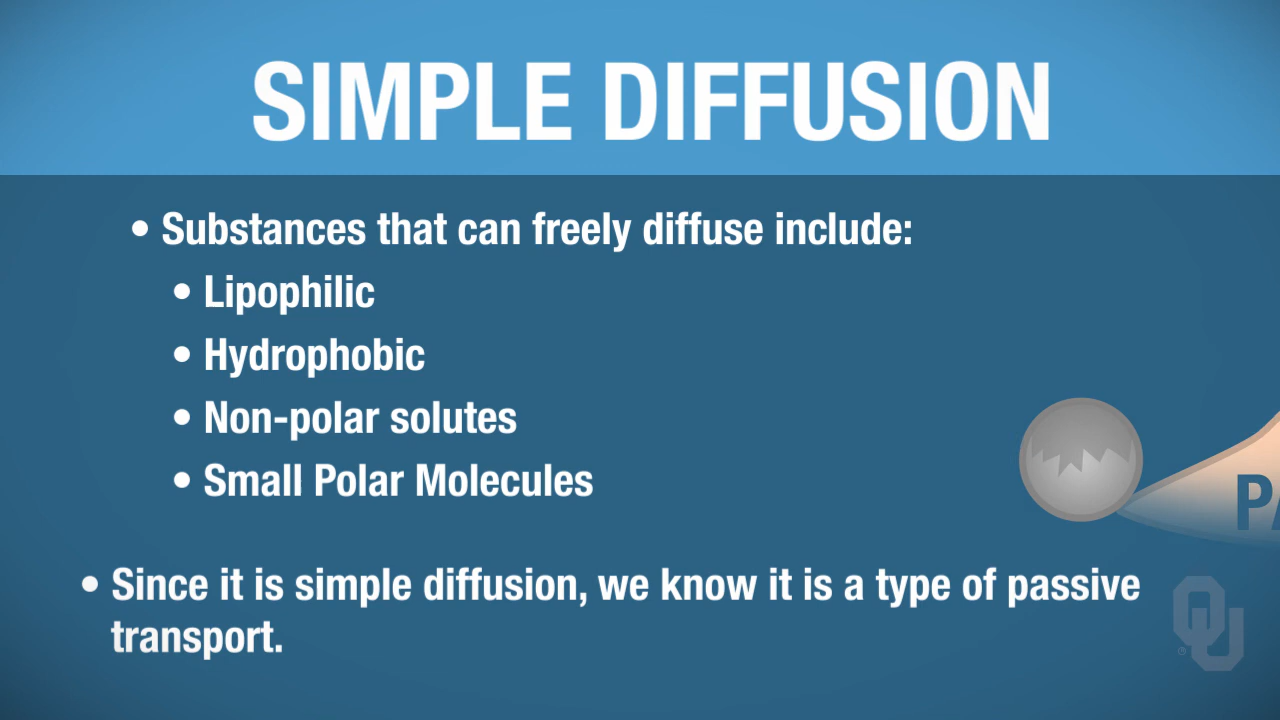 SIMPLE DIFFUSION
• Substances that can freely diffuse include:
• Lipophilic
• Hydrophobic
• Non-polar solutes
• Small Polar Molecules
• Since it is simple diffusion, we know it is a type of passive
transport.
OU
®